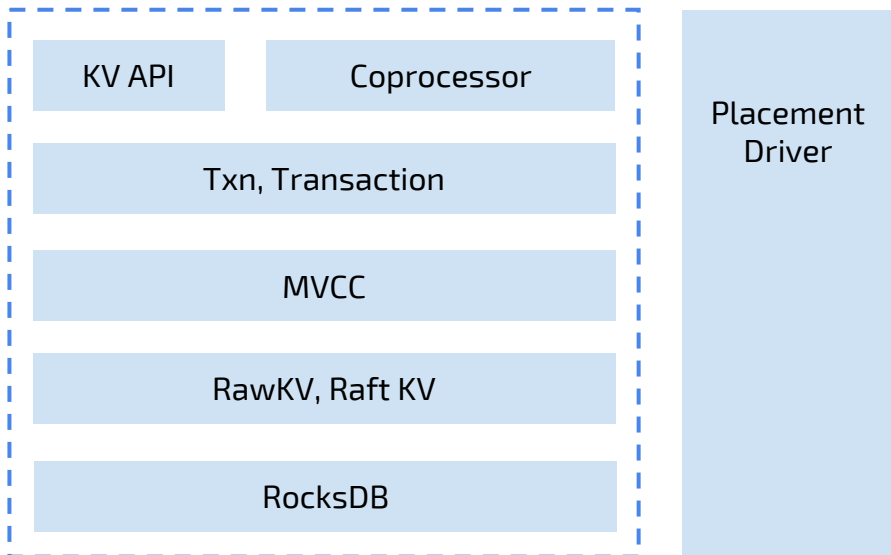 KV API
Coprocessor
Txn, Transaction
MVCC
RawKV, Raft KV
RocksDB
Placement
Driver